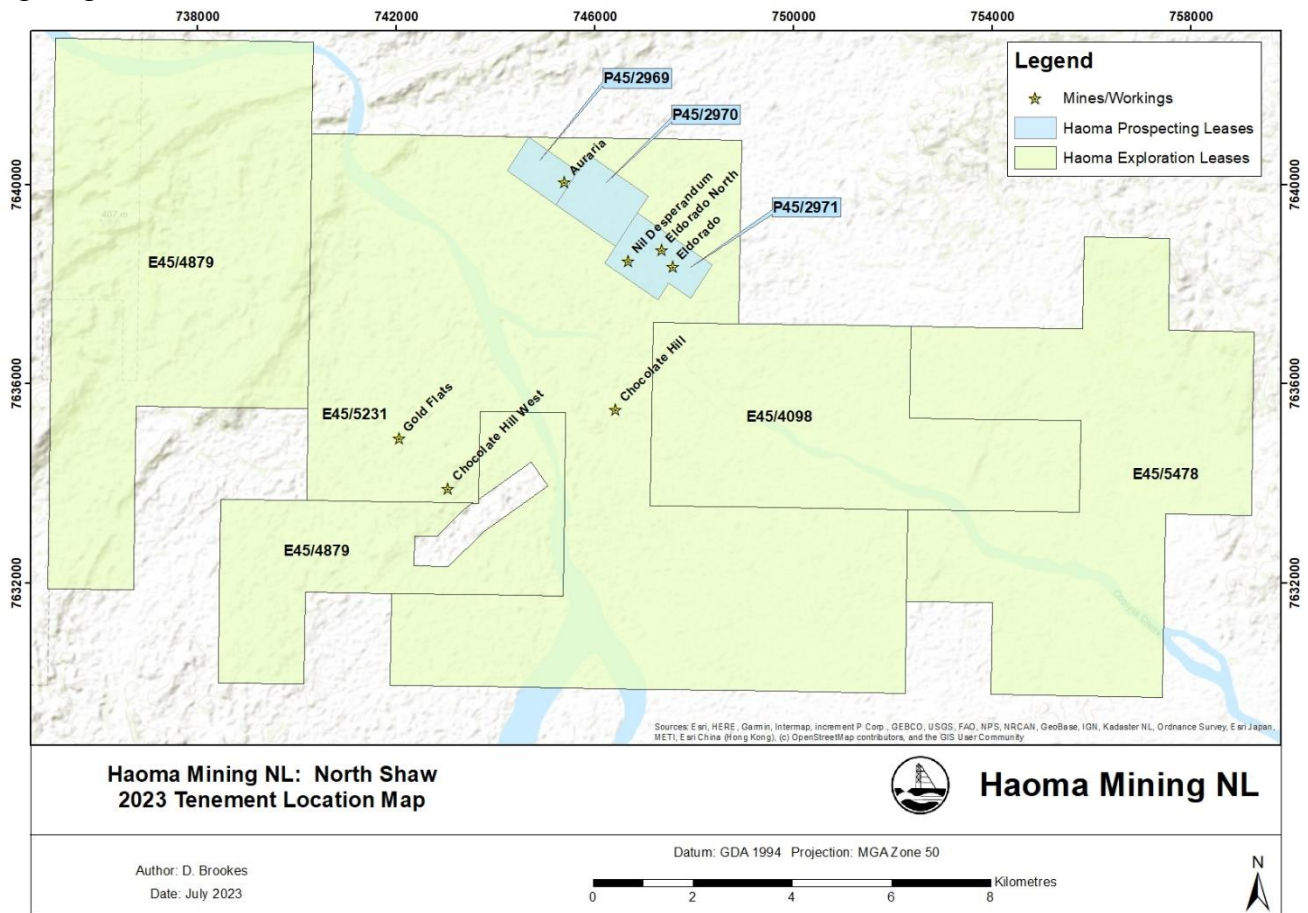 738000 742000 746000 750000 754000 758000
Legend
Mines/Workings
Haoma Prospecting Leases
Haoma Exploration Leases
P45/2969
P45/2970
P45/2971
7640000
7640000
Auraria
Nil Desperandum
Eldorado North
Eldorado
E45/4879
7636000
7636000
Chocolate Hill
Gold Flats
E45/5231
Chocolate Hill West
E45/4098
E45/5478
E45/4879
7632000
7632000
Sources: Esri, HERE, Garmin, Intermap, increment P Corp., GEBCO, USGS, FAO, NPS, NRCAN, GeoBase, IGN, Kadaster NL, Ordnance Survey, Esri Japan,
METI, Esri China (Hong Kong), (c) OpenStreetMap contributors, and the GIS User Community
Haoma Mining NL: North Shaw
2023 Tenement Location Map
Haoma Mining NL
Author: D. Brookes
Date: July 2023
Datum: GDA 1994 Projection: MGA Zone 50
Kilometres
0 2 4 6 8
N